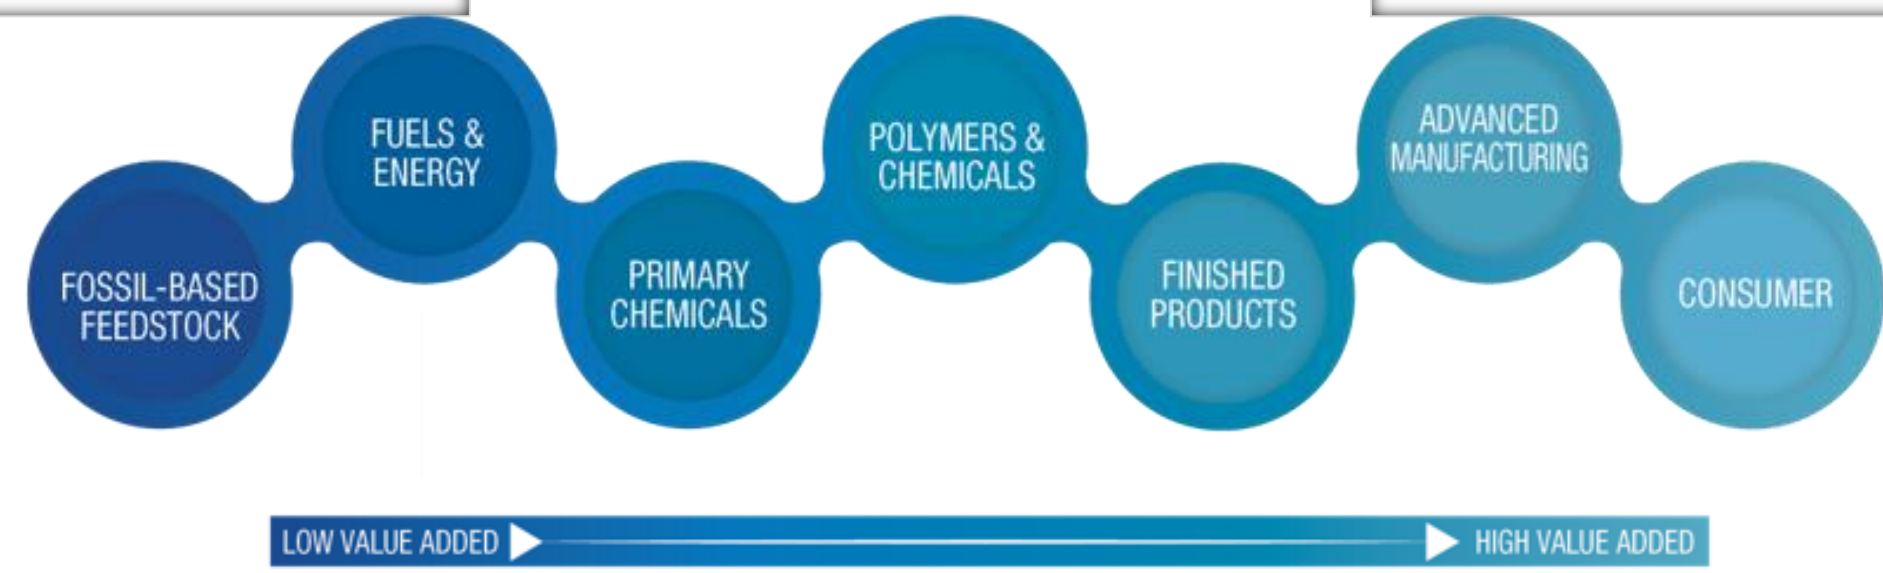 FOSSIL-BASED
FEEDSTOCK
FUELS &
ENERGY
PRIMARY
CHEMICALS
POLYMERS &
CHEMICALS
FINISHED
PRODUCTS
ADVANCED
MANUFACTURING
CONSUMER
LOW VALUE ADDED
HIGH VALUE ADDED